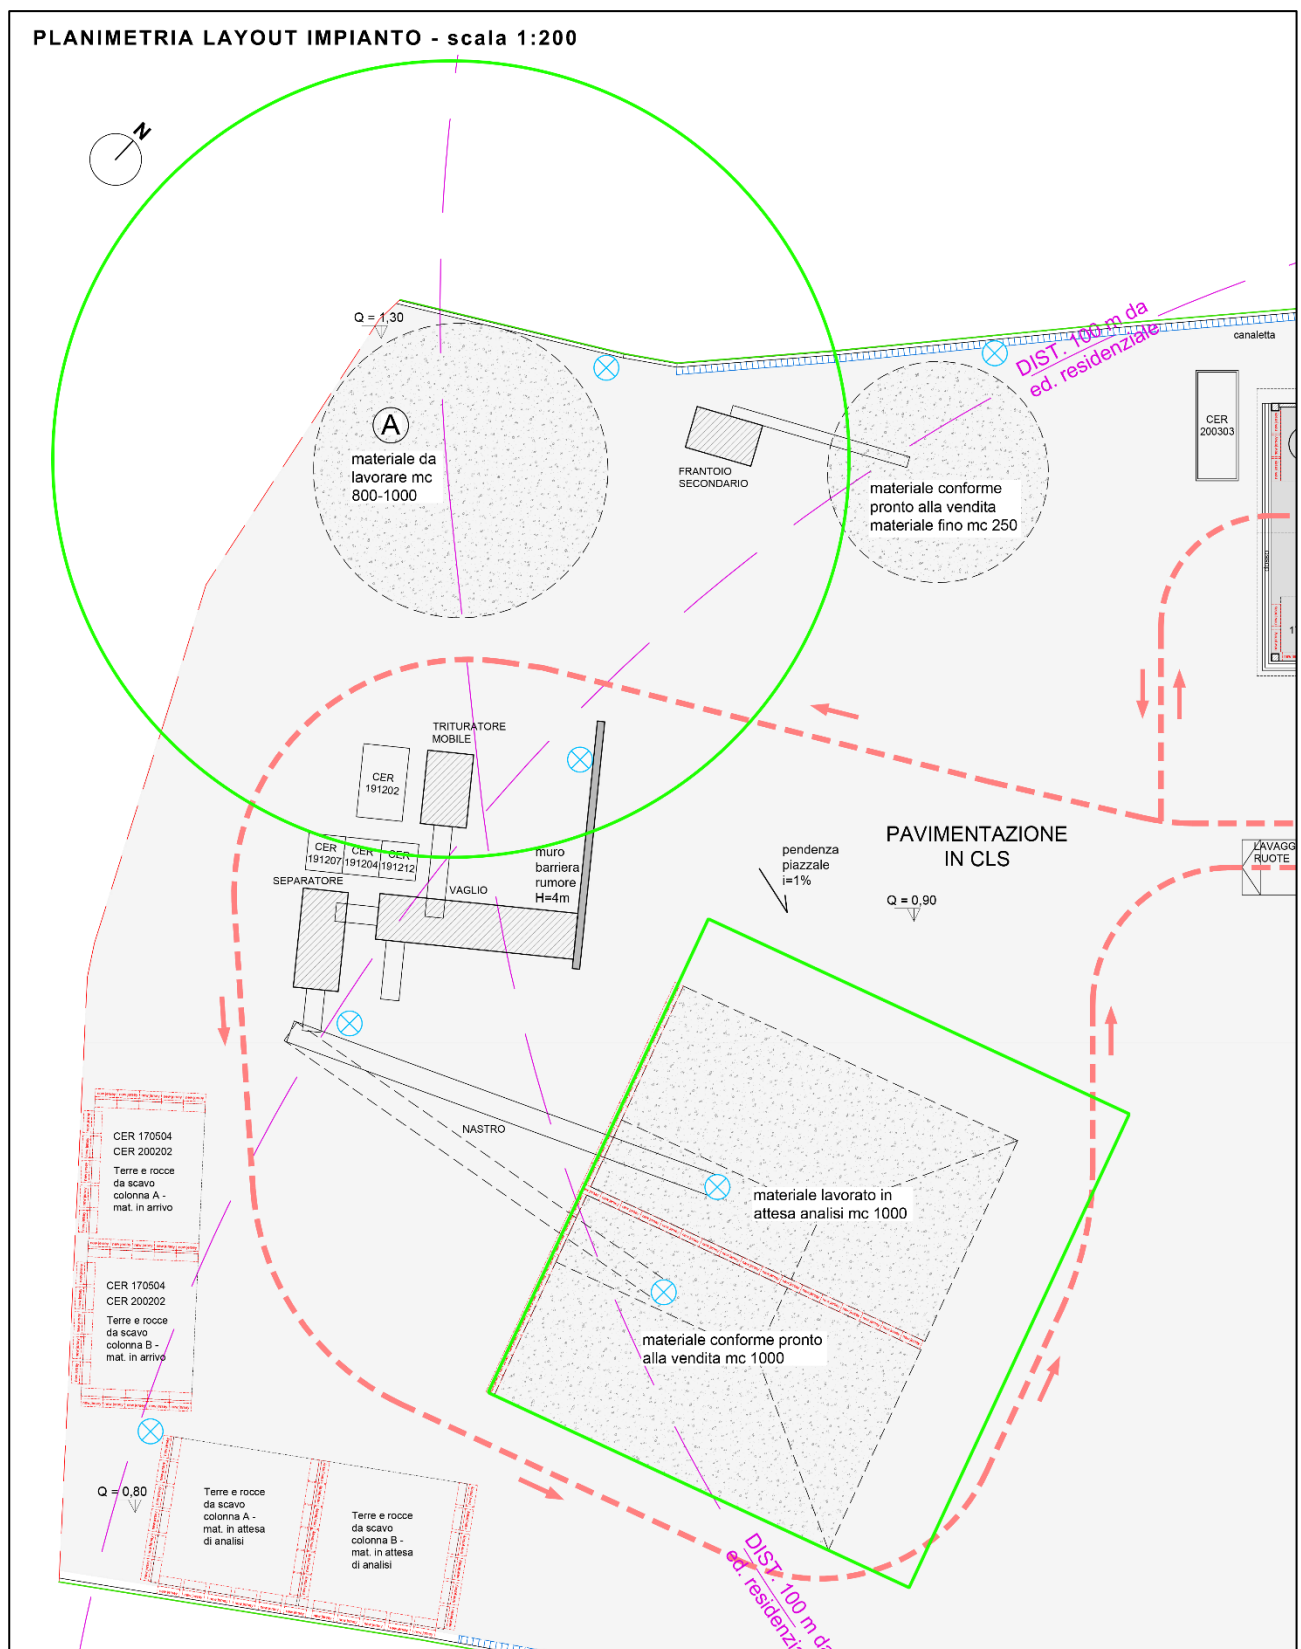 PLANIMETRIA LAYOUT IMPIANTO - scala 1:200
N
Q = 1,30
DIST. 100 m da
ed. residenziale
canaletta
CER
200303
A
materiale da
lavorare mc
800-1000
FRANTOIO
SECONDARIO
materiale conforme
pronto alla vendita
materiale fino mc 250
TRITURATORE
MOBILE
CER
191202
CER
191207
CER
191204
CER
191212
SEPARATORE
VAGLIO
muro
barriera
rumore
H=4m
pendenza
piazzale
i=1%
PAVIMENTAZIONE
IN CLS
Q = 0,90
LAVAGG
RUOTE
NASTRO
CER 170504
CER 200202
Terre e rocce
da scavo
colonna A -
mat. in arrivo
materiale lavorato in
attesa analisi mc 1000
CER 170504
CER 200202
Terre e rocce
da scavo
colonna B -
mat. in arrivo
materiale conforme pronto
alla vendita mc 1000
Q = 0,80
Terre e rocce
da scavo
colonna A -
mat. in attesa
di analisi
Terre e rocce
da scavo
colonna B -
mat. in attesa
di analisi
DIST. 100 m da
ed. residenzi